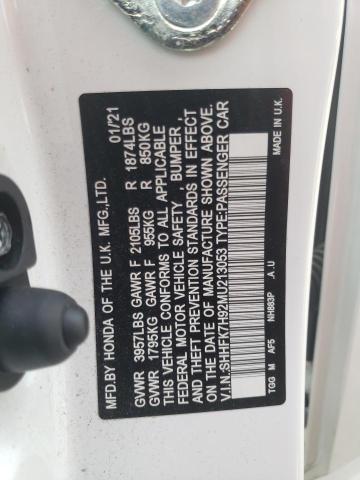 MFD.BY HONDA OF THE U.K. MFG.,LTD. 01/21
GVWR 3957LBS GAWR F 2105LBS R 1874LBS
GVWR 1795KG GAWR F 955KG R 850KG
THIS VEHICLE CONFORMS TO ALL APPLICABLE
FEDERAL MOTOR VEHICLE SAFETY , BUMPER ,
AND THEFT PREVENTION STANDARDS IN EFFECT
ON THE DATE OF MANUFACTURE SHOWN ABOVE.
V.I.N.:SHHFK7H92MU213053 TYPE:PASSENGER CAR
TGG M AF5 NH883P .A.U MADE IN U.K.